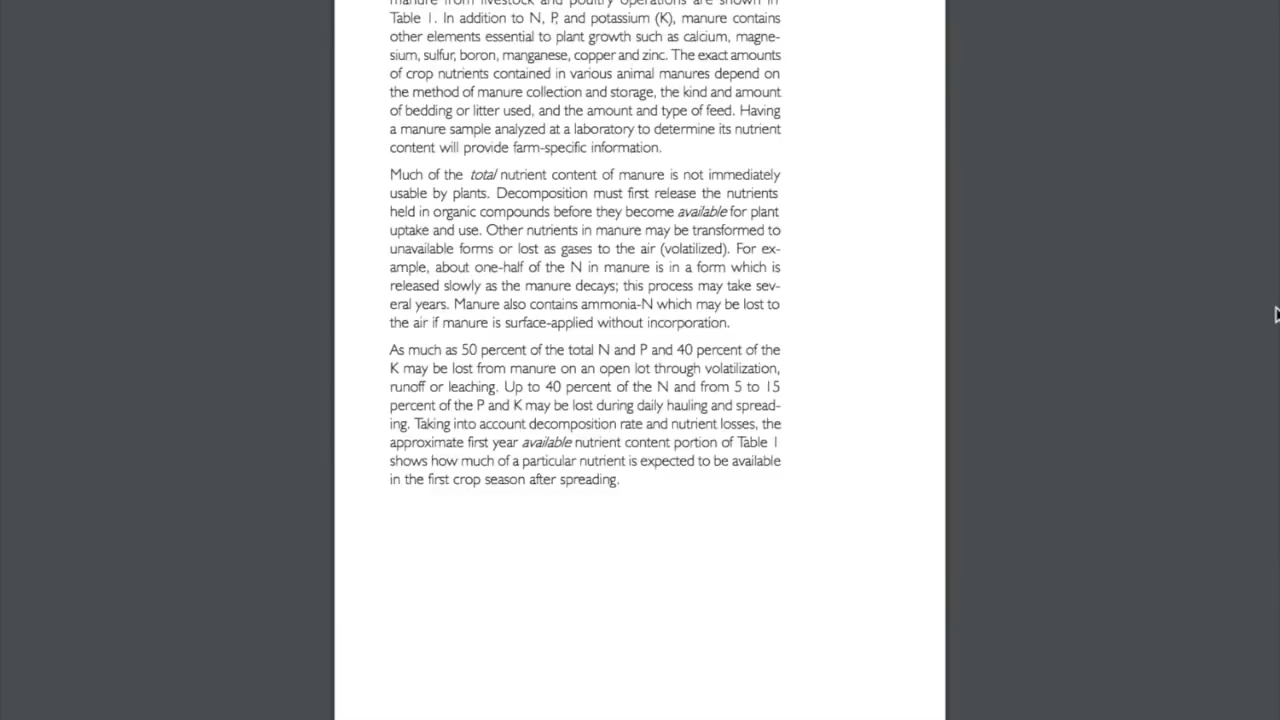 manure from livestock and poultry operations are shown in
Table 1. In addition to N, P, and potassium (K), manure contains
other elements essential to plant growth such as calcium, magne-
sium, sulfur, boron, manganese, copper and zinc. The exact amounts
of crop nutrients contained in various animal manures depend on
the method of manure collection and storage, the kind and amount
of bedding or litter used, and the amount and type of feed. Having
a manure sample analyzed at a laboratory to determine its nutrient
content will provide farm-specific information.
Much of the total nutrient content of manure is not immediately
usable by plants. Decomposition must first release the nutrients
held in organic compounds before they become available for plant
uptake and use. Other nutrients in manure may be transformed to
unavailable forms or lost as gases to the air (volatilized). For ex-
ample, about one-half of the N in manure is in a form which is
released slowly as the manure decays; this process may take sev-
eral years. Manure also contains ammonia-N which may be lost to
the air if manure is surface-applied without incorporation.
As much as 50 percent of the total N and P and 40 percent of the
K may be lost from manure on an open lot through volatilization,
runoff or leaching. Up to 40 percent of the N and from 5 to 15
percent of the P and K may be lost during daily hauling and spread-
ing. Taking into account decomposition rate and nutrient losses, the
approximate first year available nutrient content portion of Table 1
shows how much of a particular nutrient is expected to be available
in the first crop season after spreading.